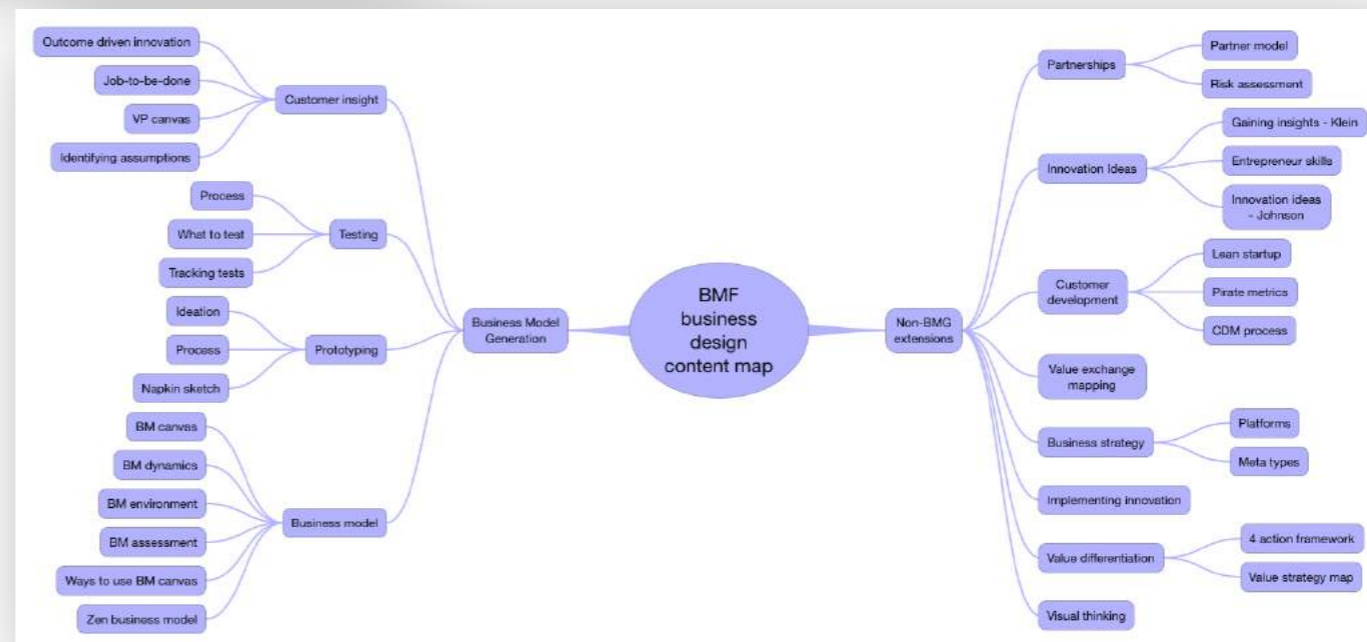 Outcome driven innovation
Job-to-be-done
VP canvas
Identifying assumptions
Customer insight
Process
What to test
Tracking tests
Testing
Ideation
Process
Napkin sketch
Prototyping
BM canvas
BM dynamics
BM environment
BM assessment
Ways to use BM canvas
Zen business model
Business model
Business Model
Generation
BMF
business
design
content map
Non-BMG
extensions
Partnerships
Partner model
Risk assessment
Innovation Ideas
Gaining insights - Klein
Entrepreneur skills
Innovation ideas
- Johnson
Customer
development
Lean startup
Pirate metrics
CDM process
Value exchange
mapping
Business strategy
Platforms
Meta types
Implementing innovation
Value differentiation
4 action framework
Value strategy map
Visual thinking